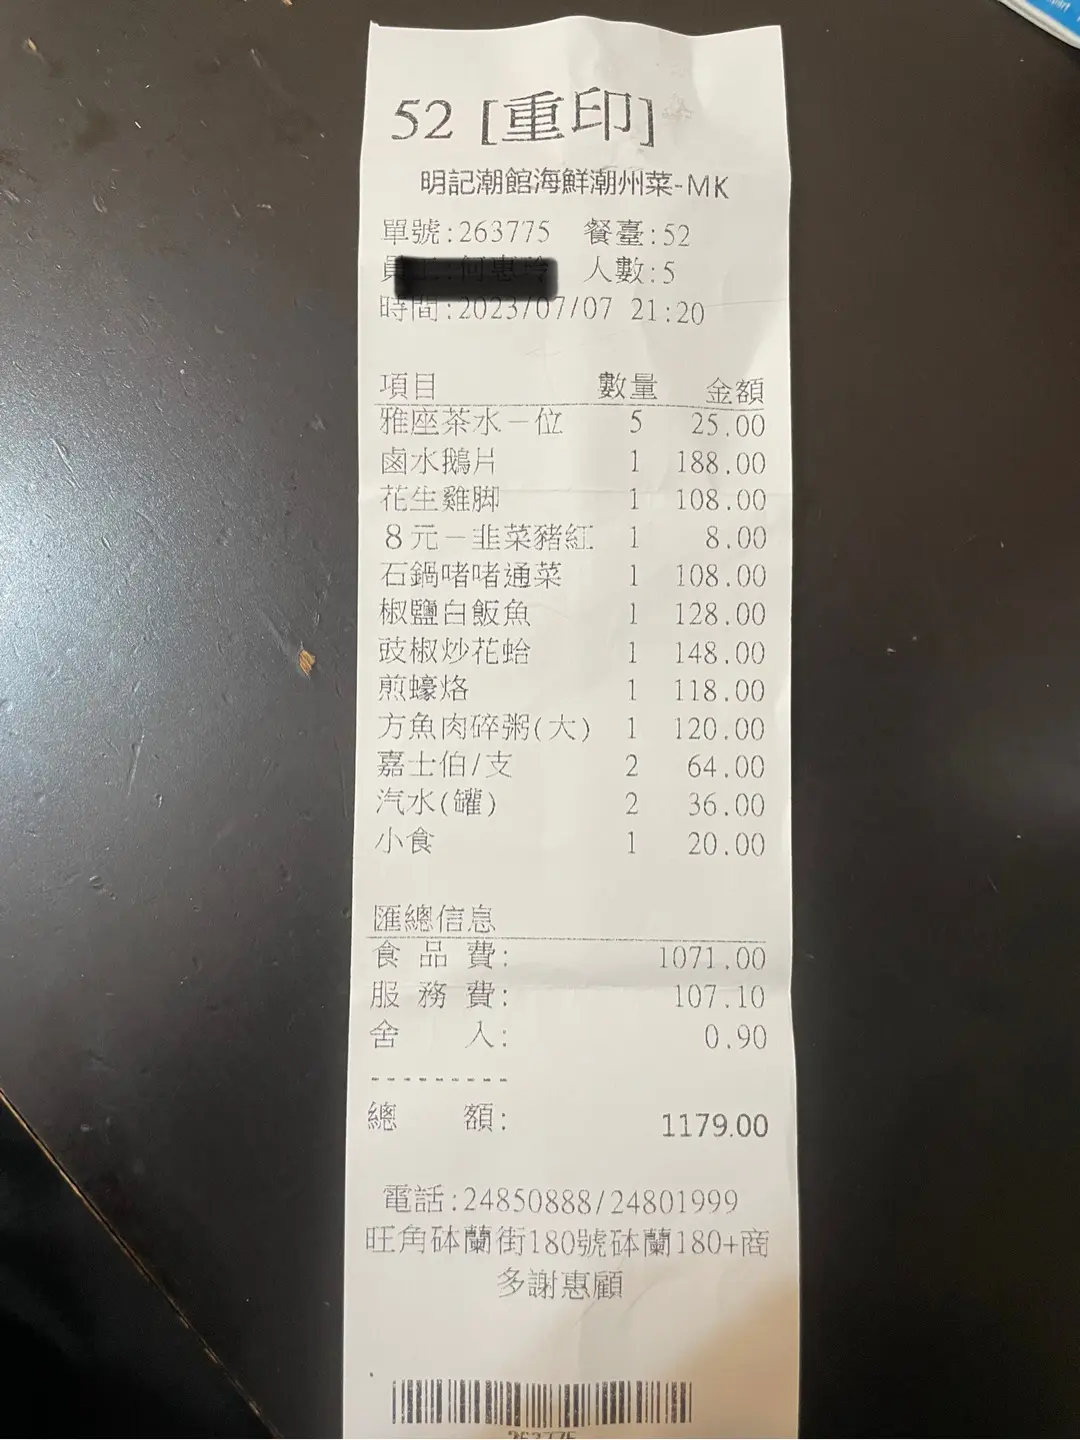 52 [重印]
明記潮館海鮮潮州菜-MK
單號:263775 餐臺:52
人數:5
時間:2023/07/07 21:20
項目 數量 金額
雅座茶水一位 5 25.00
鹵水鵝片 1 188.00
花生雞脚 1 108.00
8元－韭菜豬紅 1 8.00
石鍋啫啫通菜 1 108.00
椒鹽白飯魚 1 128.00
豉椒炒花蛤 1 148.00
煎蠔烙 1 118.00
方魚肉碎粥(大) 1 120.00
嘉士伯/支 2 64.00
汽水(罐) 2 36.00
小食 1 20.00
匯總信息
食品費: 1071.00
服務費: 107.10
舍入: 0.90
---------
總額: 1179.00
電話:24850888/24801999
旺角砵蘭街180號砵蘭180+商
多謝惠顧
263775